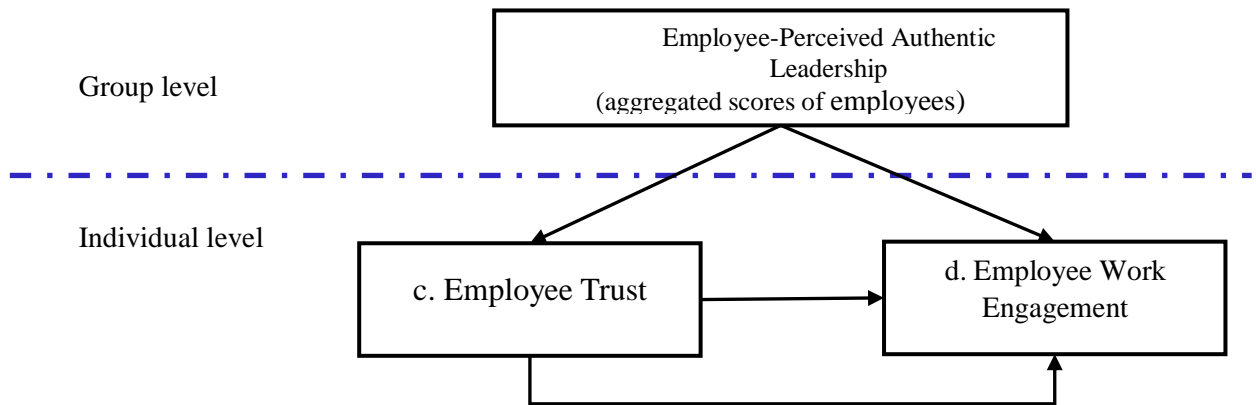 Employee-Perceived Authentic
Leadership
(aggregated scores of employees)
Group level
Individual level
c. Employee Trust
d. Employee Work
Engagement